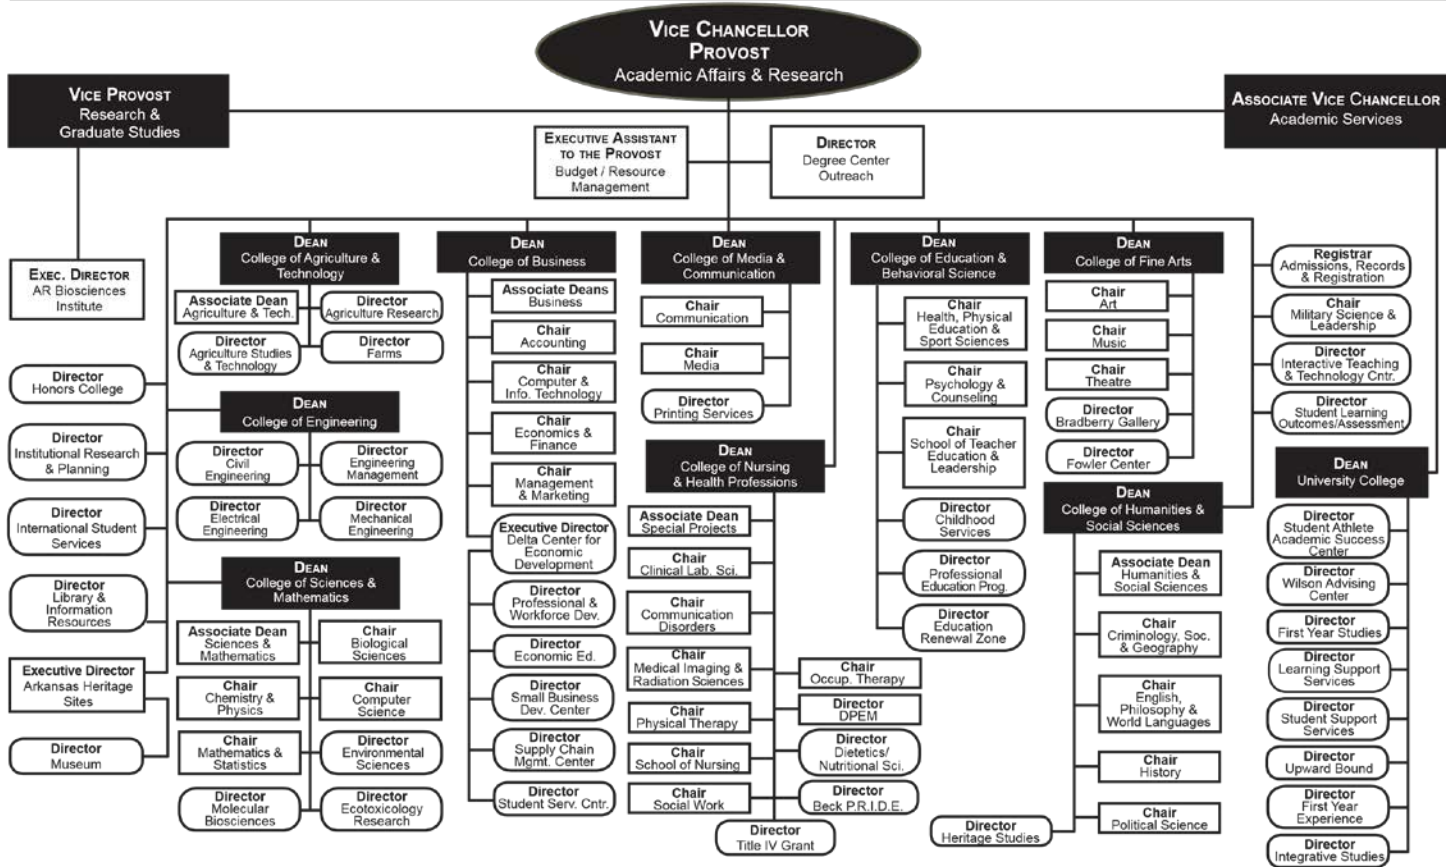 VICE CHANCELLOR
PROVOST
Academic Affairs & Research
VICE PROVOST
Research &
Graduate Studies
ASSOCIATE VICE CHANCELLOR
Academic Services
EXECUTIVE ASSISTANT
TO THE PROVOST
Budget / Resource
Management
DIRECTOR
Degree Center
Outreach
EXEC. DIRECTOR
AR Biosciences
Institute
Director
Honors College
Director
Institutional Research
& Planning
Director
International Student
Services
Director
Library &
Information
Resources
Executive Director
Arkansas Heritage
Sites
Director
Museum
DEAN
College of Agriculture &
Technology
Associate Dean
Agriculture & Tech.
Director
Agriculture Research
Director
Agriculture Studies
& Technology
Director
Farms
DEAN
College of Engineering
Director
Civil
Engineering
Director
Engineering
Management
Director
Electrical
Engineering
Director
Mechanical
Engineering
DEAN
College of Sciences &
Mathematics
Associate Dean
Sciences &
Mathematics
Chair
Biological
Sciences
Chair
Chemistry &
Physics
Chair
Computer
Science
Chair
Mathematics &
Statistics
Director
Environmental
Sciences
Director
Molecular
Biosciences
Director
Ecotoxicology
Research
DEAN
College of Business
Associate Deans
Business
Chair
Accounting
Chair
Computer &
Info. Technology
Chair
Economics &
Finance
Chair
Management
& Marketing
Executive Director
Delta Center for
Economic
Development
Director
Professional &
Workforce Dev.
Director
Economic Ed.
Director
Small Business
Dev. Center
Director
Supply Chain
Mgmt. Center
Director
Student Serv. Cntr.
DEAN
College of Media &
Communication
Chair
Communication
Chair
Media
Director
Printing Services
DEAN
College of Nursing
& Health Professions
Associate Dean
Special Projects
Chair
Clinical Lab. Sci.
Chair
Communication
Disorders
Chair
Medical Imaging &
Radiation Sciences
Chair
Physical Therapy
Chair
School of Nursing
Chair
Social Work
Chair
Occup. Therapy
Director
DPEM
Director
Dietetics/
Nutritional Sci.
Director
Beck P.R.I.D.E.
Director
Title IV Grant
DEAN
College of Education &
Behavioral Science
Chair
Health, Physical
Education &
Sport Sciences
Chair
Psychology &
Counseling
Chair
School of Teacher
Education &
Leadership
Director
Childhood
Services
Director
Professional
Education Prog.
Director
Education
Renewal Zone
DEAN
College of Fine Arts
Chair
Art
Chair
Music
Chair
Theatre
Director
Bradberry Gallery
Director
Fowler Center
DEAN
College of Humanities &
Social Sciences
Associate Dean
Humanities &
Social Sciences
Chair
Criminology, Soc.
& Geography
Chair
English,
Philosophy &
World Languages
Chair
History
Chair
Political Science
Director
Heritage Studies
Registrar
Admissions, Records
& Registration
Chair
Military Science &
Leadership
Director
Interactive Teaching
& Technology Cntr.
Director
Student Learning
Outcomes/Assessment
DEAN
University College
Director
Student Athlete
Academic Success
Center
Director
Wilson Advising
Center
Director
First Year Studies
Director
Learning Support
Services
Director
Student Support
Services
Director
Upward Bound
Director
First Year
Experience
Director
Integrative Studies